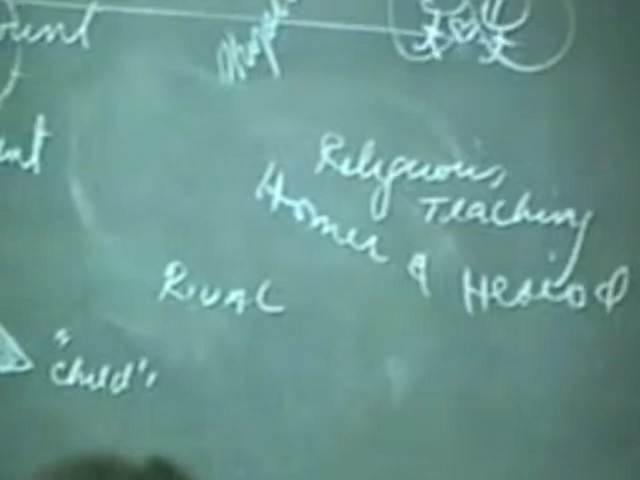 Religious
Teaching
Homer & Hesiod
RIVAL
"child"